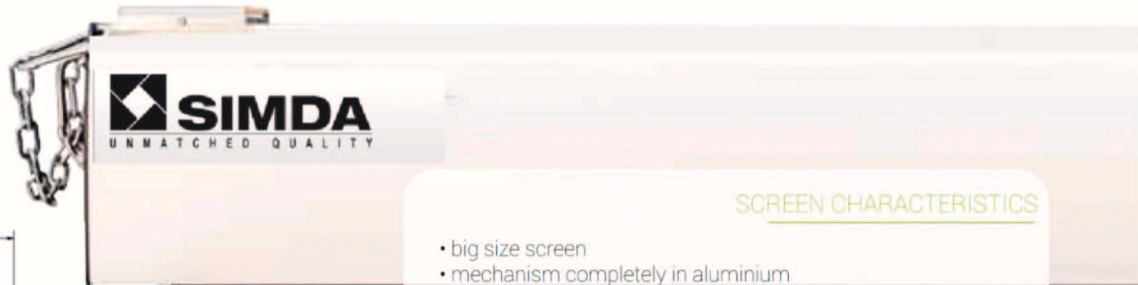 SIMDA
UNMATCHED QUALITY
SCREEN CHARACTERISTICS
• big size screen
• mechanism completely in aluminium